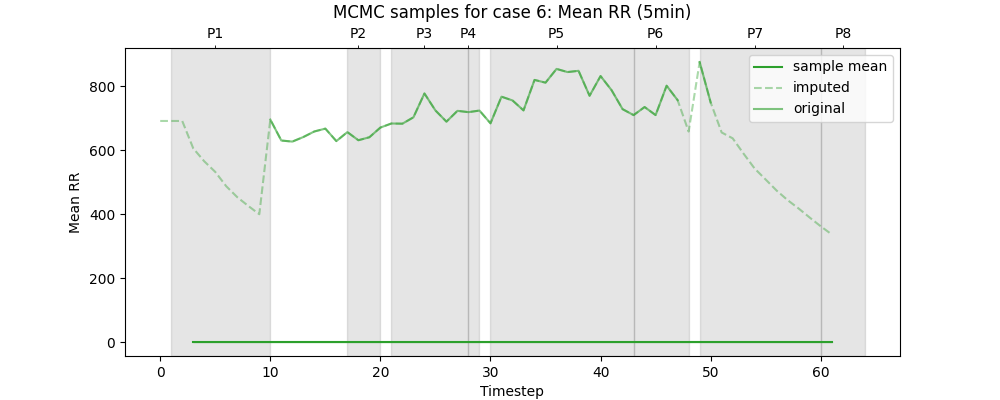 MCMC samples for case 6: Mean RR (5min)
P1 P2 P3 P4 P5 P6 P7 P8
sample mean
imputed
original
800
600
400
200
0
Mean RR
0 10 20 30 40 50 60
Timestep